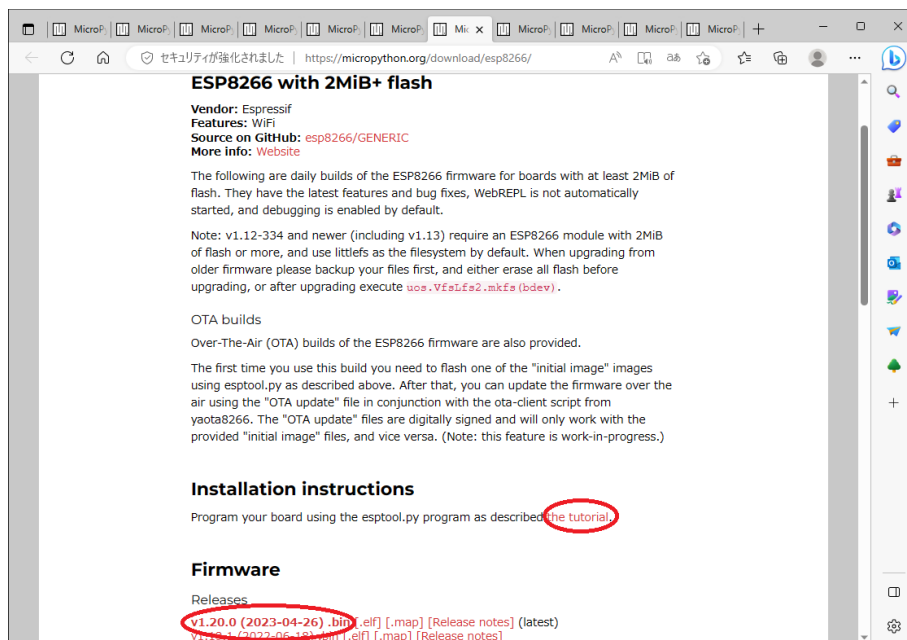 MicroP MicroP MicroP MicroP MicroP MicroP Mic MicroP MicroP MicroP MicroP
セキュリティが強化されました | https://micropython.org/download/esp8266/
ESP8266 with 2MiB+ flash
Vendor: Espressif
Features: WiFi
Source on GitHub: esp8266/GENERIC
More info: Website
The following are daily builds of the ESP8266 firmware for boards with at least 2MiB of
flash. They have the latest features and bug fixes, WebREPL is not automatically
started, and debugging is enabled by default.
Note: v1.12-334 and newer (including v1.13) require an ESP8266 module with 2MiB
of flash or more, and use littlefs as the filesystem by default. When upgrading from
older firmware please backup your files first, and either erase all flash before
upgrading, or after upgrading execute uos.VfsLfs2.mkfs(bdev).
OTA builds
Over-The-Air (OTA) builds of the ESP8266 firmware are also provided.
The first time you use this build you need to flash one of the "initial image" images
using esptool.py as described above. After that, you can update the firmware over the
air using the "OTA update" file in conjunction with the ota-client script from
yaota8266. The "OTA update" files are digitally signed and will only work with the
provided "initial image" files, and vice versa. (Note: this feature is work-in-progress.)
Installation instructions
Program your board using the esptool.py program as described the tutorial.
Firmware
Releases
v1.20.0 (2023-04-26) .bin [.elf] [.map] [Release notes] (latest)
v1.19.1 (2022-06-18) .bin [.elf] [.map] [Release notes]